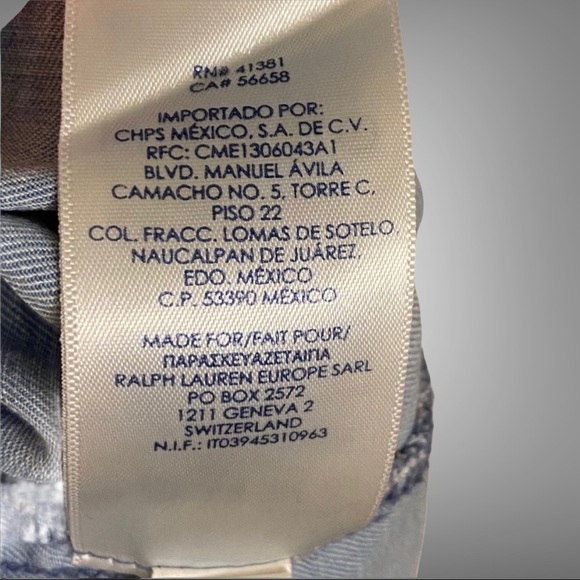 RN# 41381
CA# 56658
IMPORTADO POR:
CHPS MÉXICO, S.A. DE C.V.
RFC: CME1306043A1
BLVD. MANUEL ÁVILA
CAMACHO NO. 5, TORRE C,
PISO 22
COL. FRACC. LOMAS DE SOTELO
NAUCALPAN DE JUÁREZ,
EDO. MÉXICO
C.P. 53390 MÉXICO
MADE FOR/FAIT POUR/
ΠΑΡΑΣΚΕΥΑΖΕΤΑΙΓΙΑ
RALPH LAUREN EUROPE SARL
PO BOX 2572
1211 GENEVA 2
SWITZERLAND
N.I.F.: IT03945310963